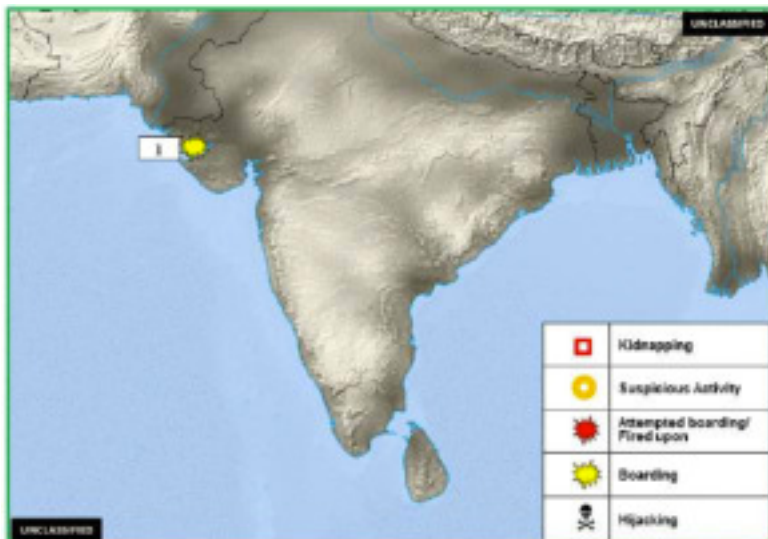 UNCLASSIFIED
1
Kidnapping
Suspicious Activity
Attempted boarding/
Fired upon
Boarding
Hijacking
UNCLASSIFIED